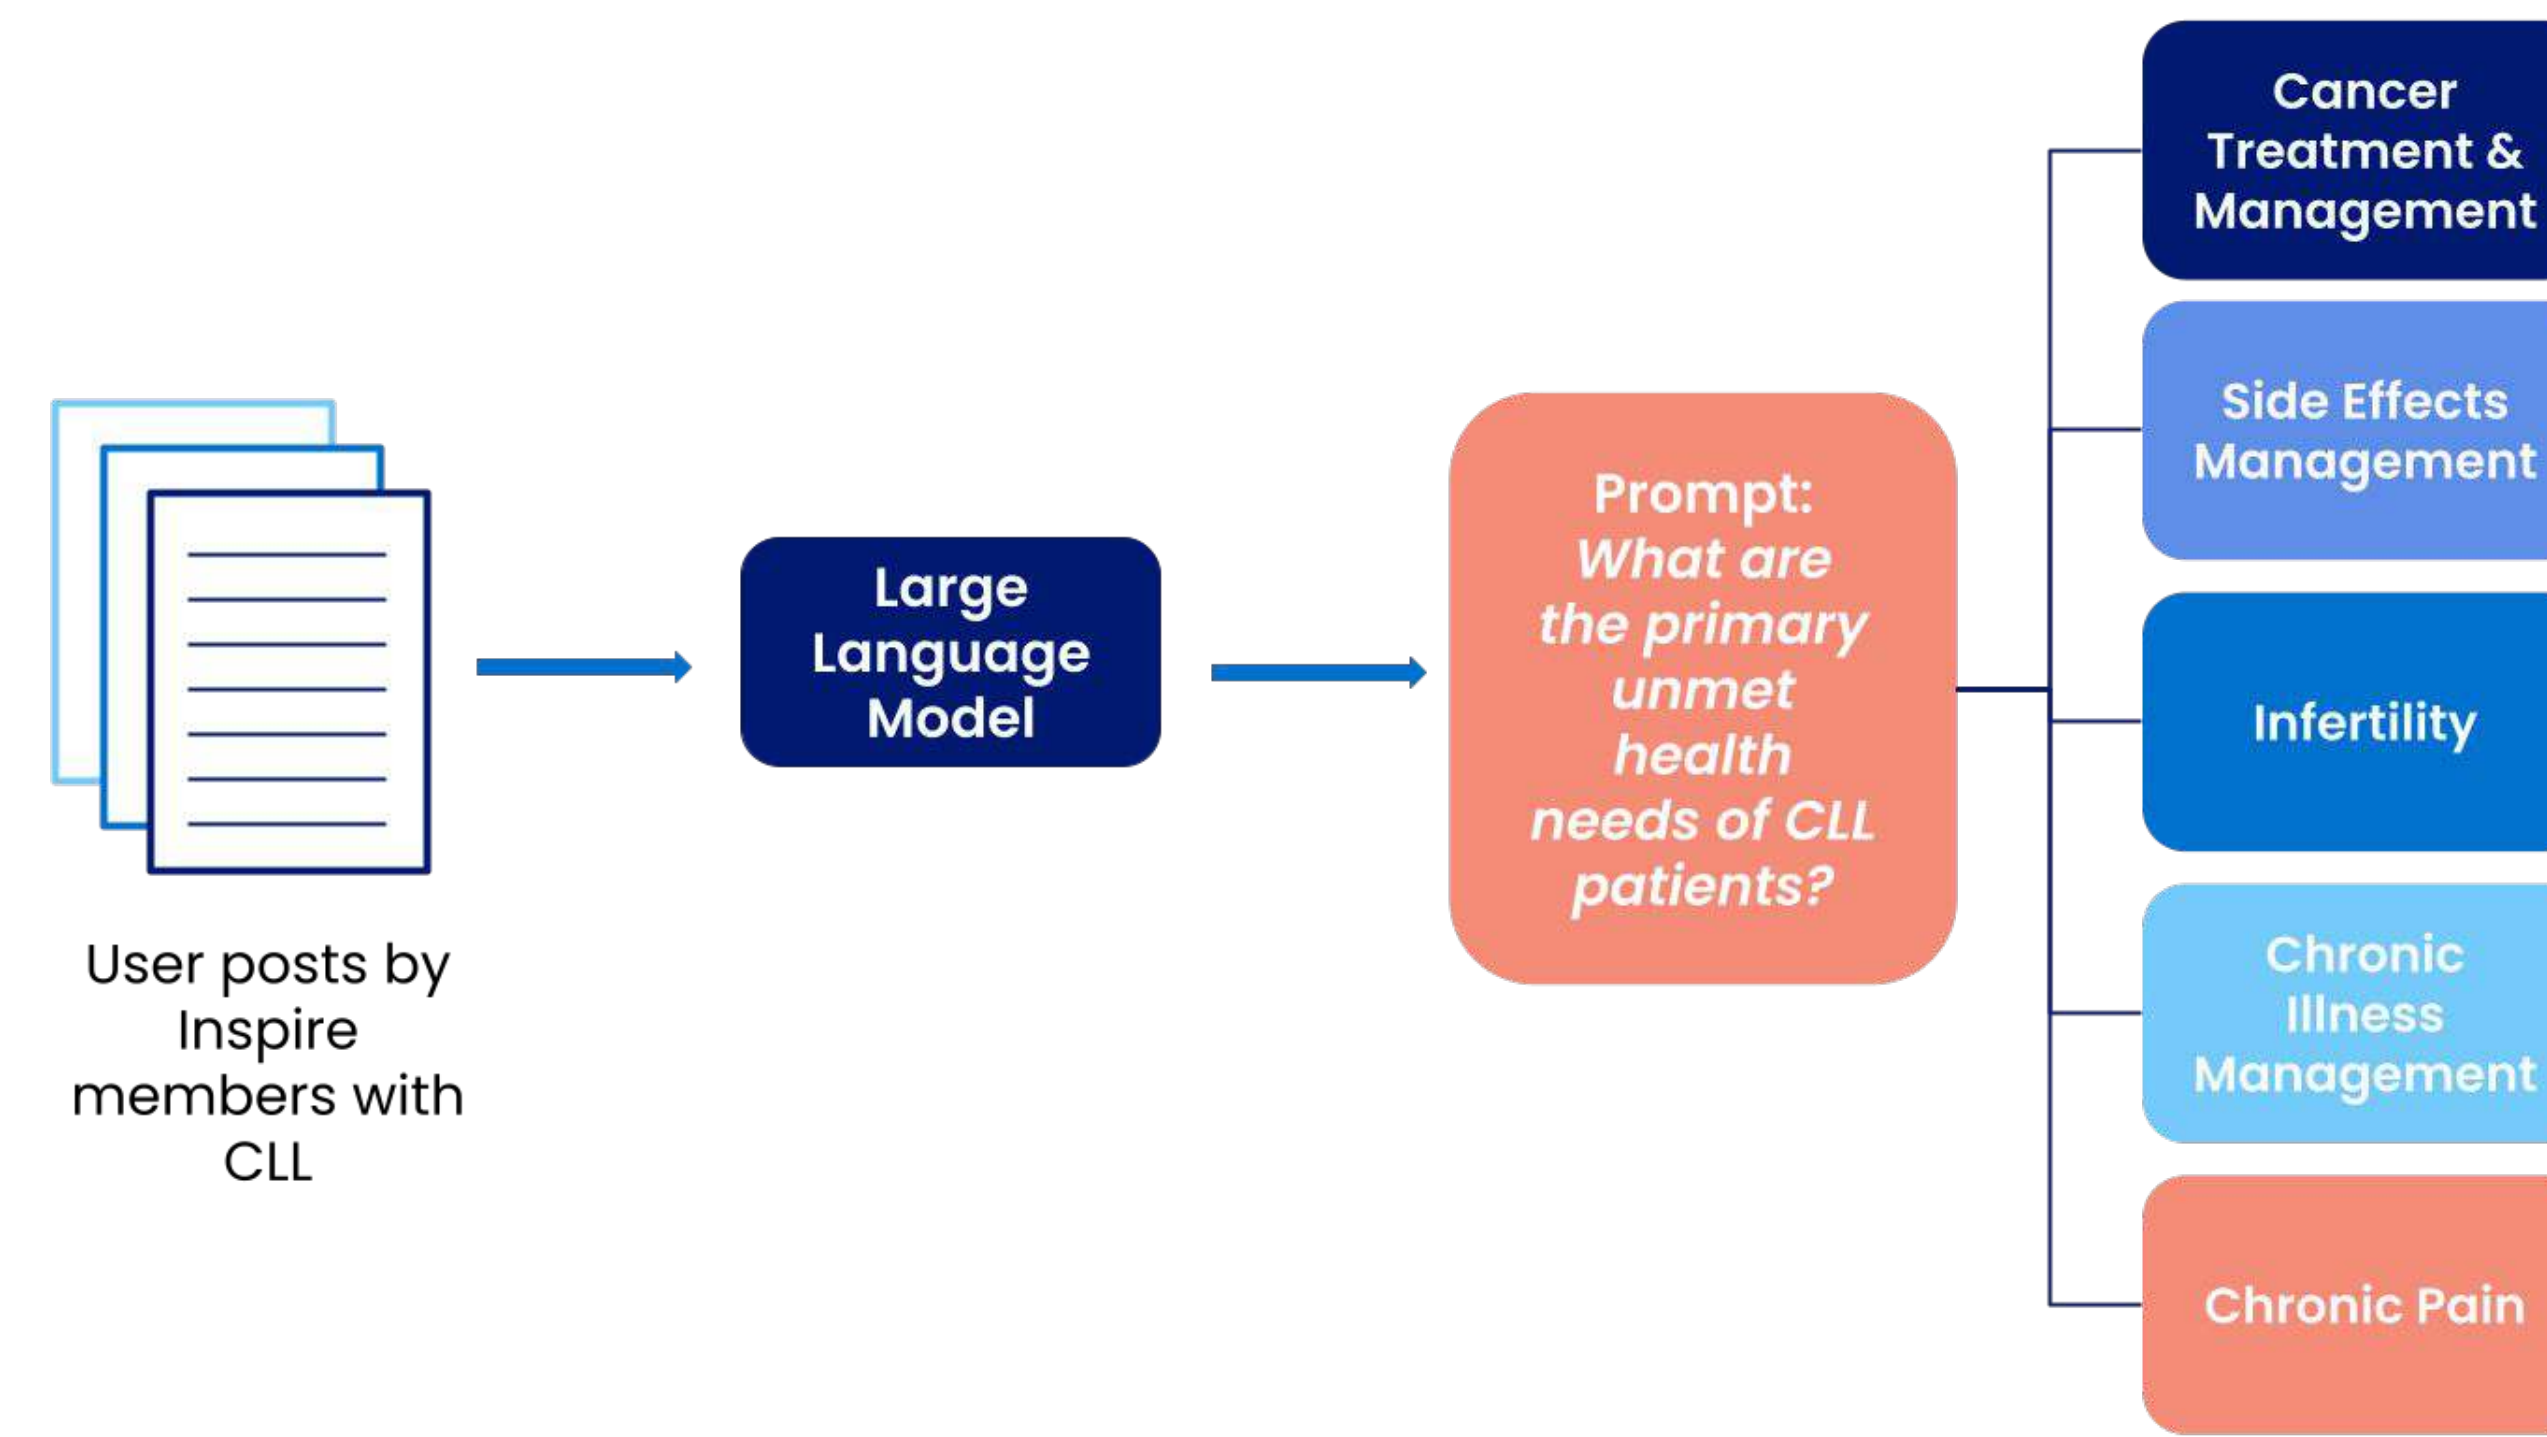 User posts by
Inspire
members with
CLL
Large
Language
Model
Prompt:
What are
the primary
unmet
health
needs of CLL
patients?
Cancer
Treatment &
Management
Side Effects
Management
Infertility
Chronic
Illness
Management
Chronic Pain